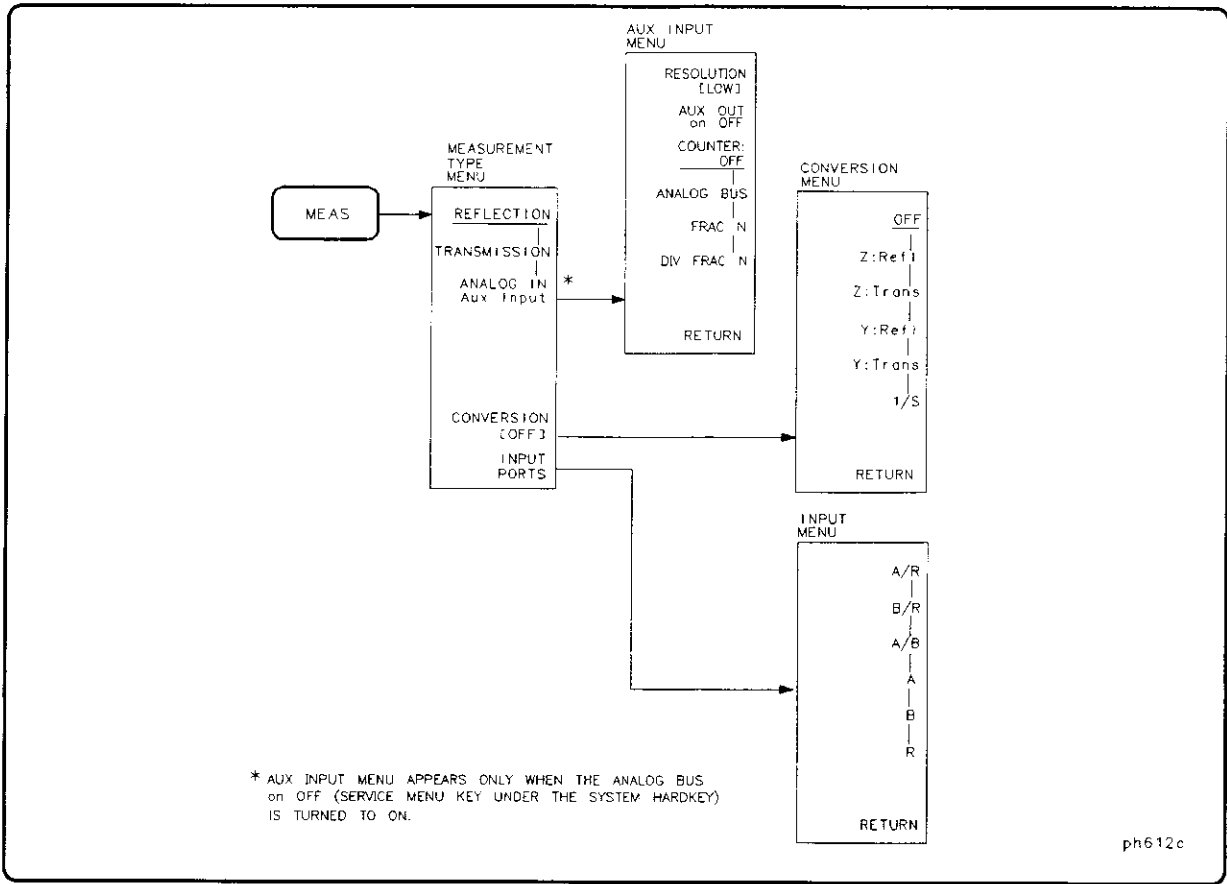 AUX INPUT
MENU
RESOLUTION
[LOW]
AUX OUT
on OFF
COUNTER:
OFF
ANALOG BUS
FRAC N
DIV FRAC N
RETURN
MEAS
MEASUREMENT
TYPE
MENU
REFLECTION
TRANSMISSION
ANALOG IN
Aux Input
*
CONVERSION
[OFF]
INPUT
PORTS
CONVERSION
MENU
OFF
Z:Refl
Z:Trans
Y:Refl
Y:Trans
1/S
RETURN
INPUT
MENU
A/R
B/R
A/B
A
B
R
RETURN
* AUX INPUT MENU APPEARS ONLY WHEN THE ANALOG BUS
on OFF (SERVICE MENU KEY UNDER THE SYSTEM HARDKEY)
IS TURNED TO ON.
ph612c